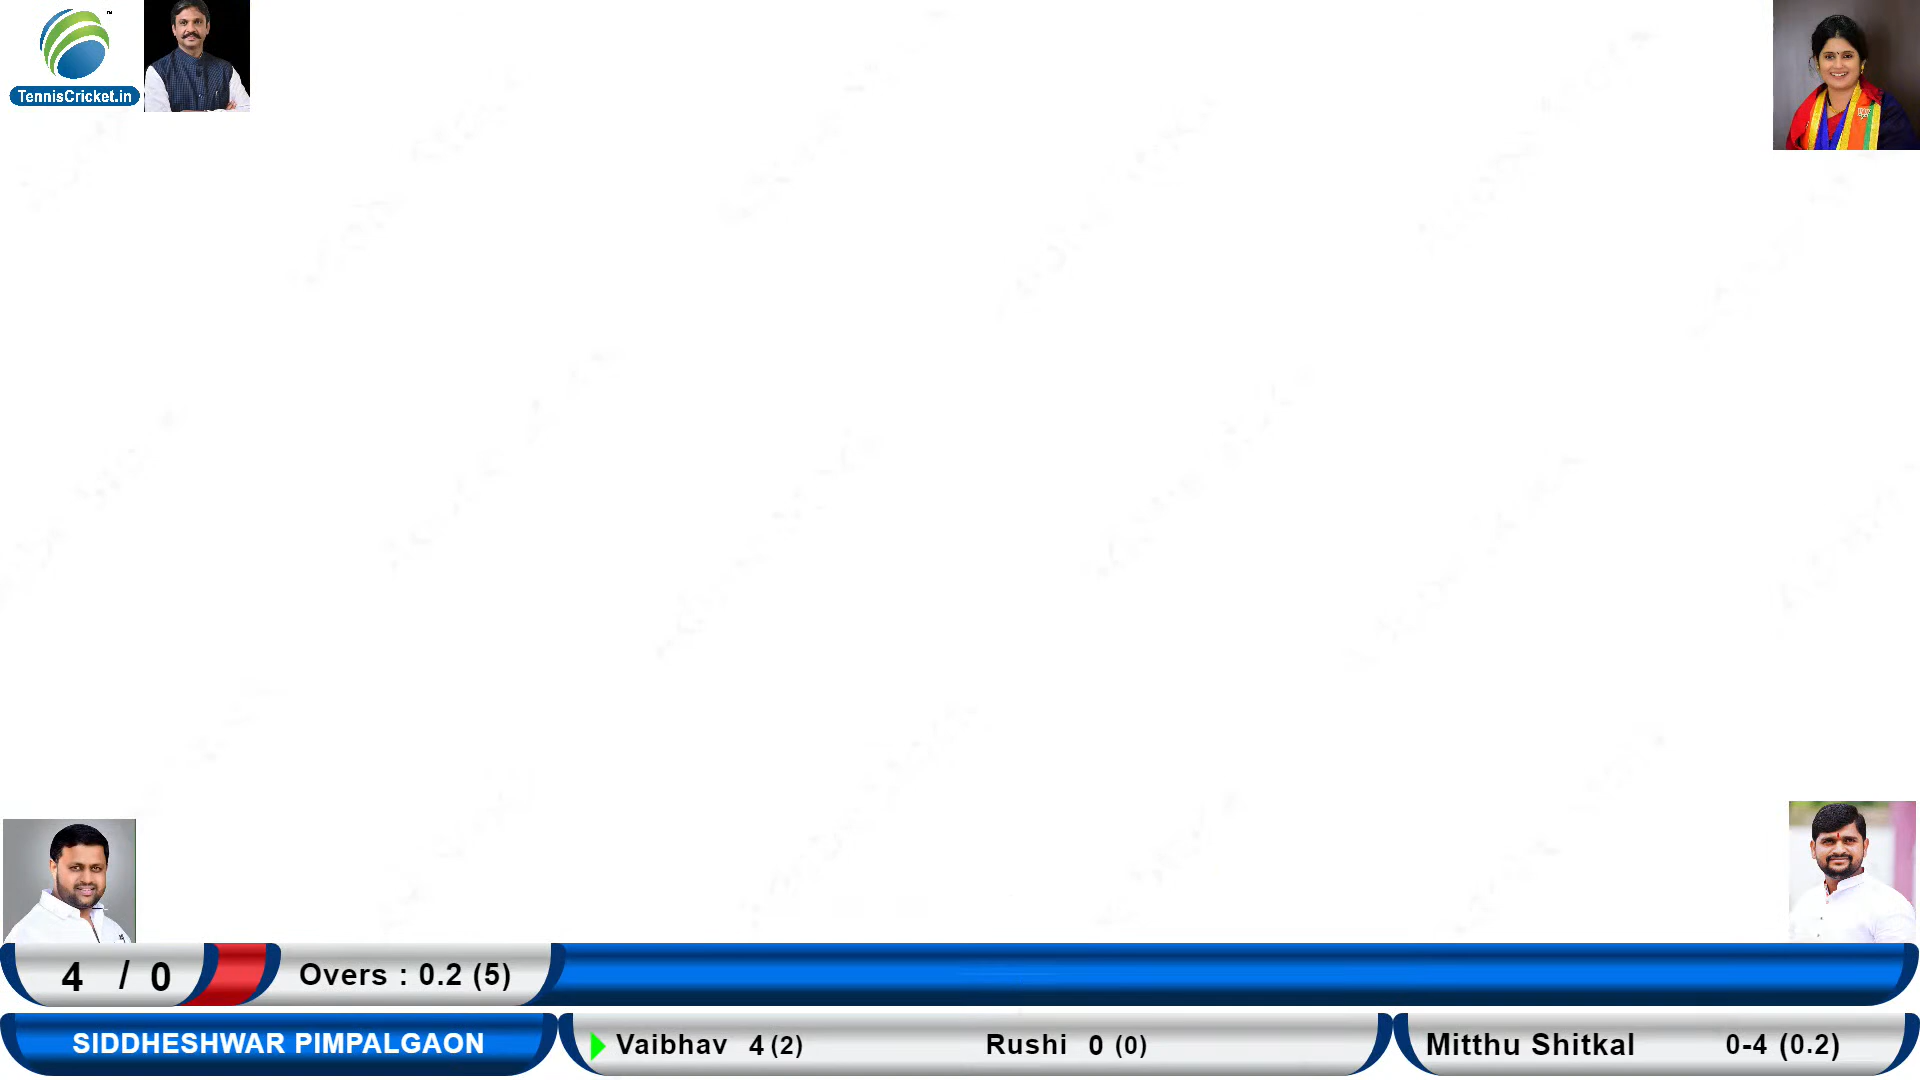 TennisCricket.in
4 / 0 Overs : 0.2 (5)
SIDDHESHWAR PIMPALGAON Vaibhav 4 (2) Rushi 0 (0) Mitthu Shitkal 0-4 (0.2)